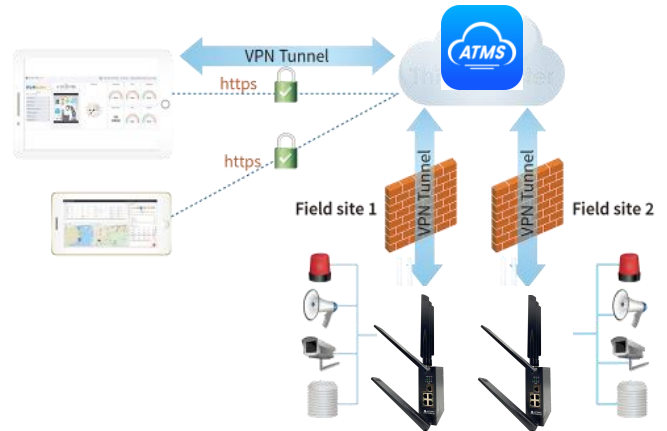 VPN Tunnel
ATMS
https
https
VPN Tunnel
VPN Tunnel
Field site 1
Field site 2